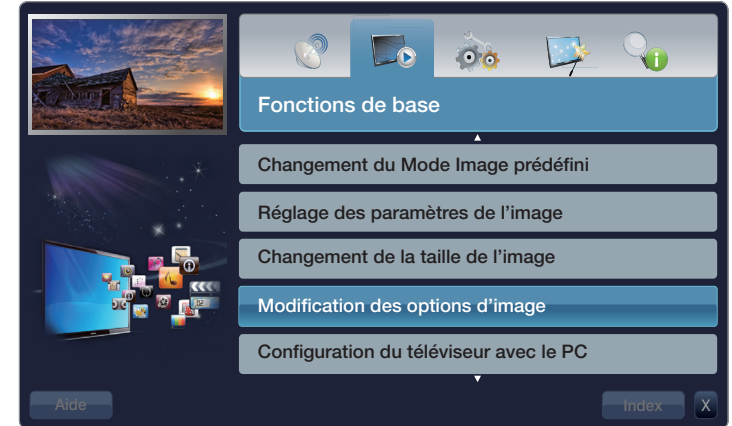 Fonctions de base
Changement du Mode Image prédéfini
Réglage des paramètres de l'image
Changement de la taille de l'image
Modification des options d'image
Configuration du téléviseur avec le PC
Aide
Index
X